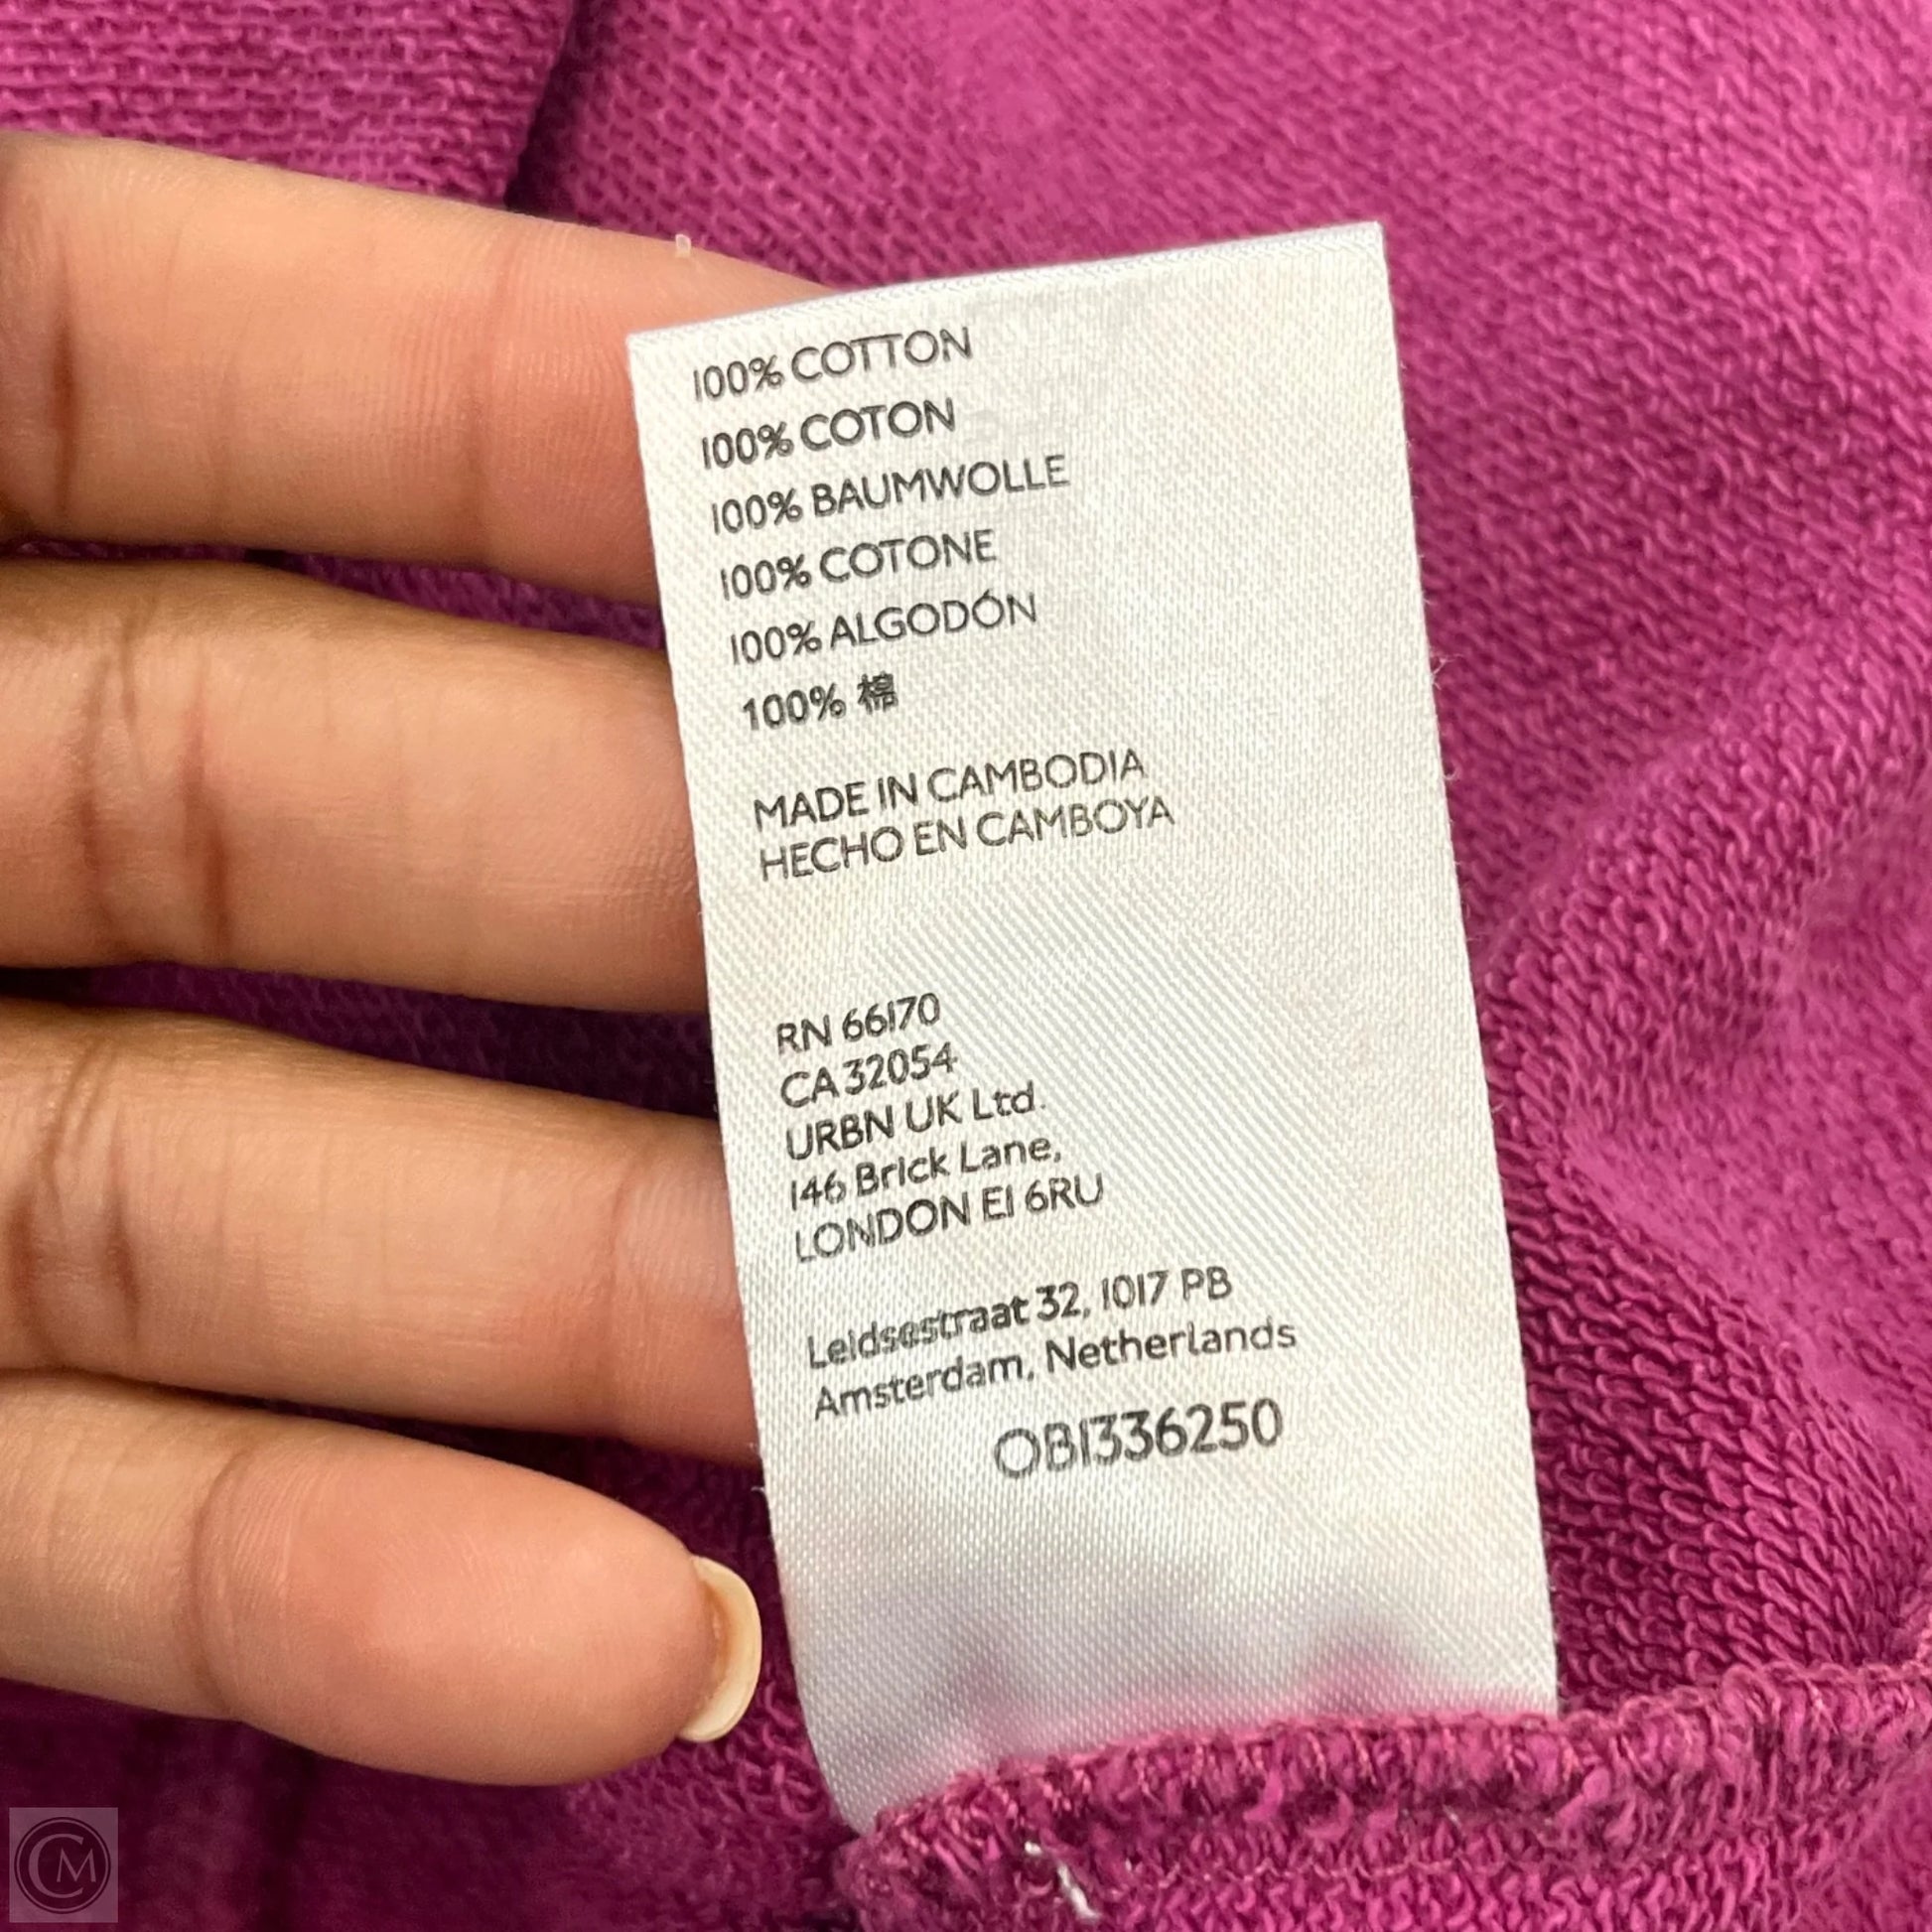 100% COTTON
100% COTON
100% BAUMWOLLE
100% COTONE
100% ALGODÓN
100% 棉
MADE IN CAMBODIA
HECHO EN CAMBOYA
RN 66170
CA 32054
URBN UK Ltd.
146 Brick Lane,
LONDON E1 6RU
Leidsestraat 32, 1017 PB
Amsterdam, Netherlands
OB1336250
CM